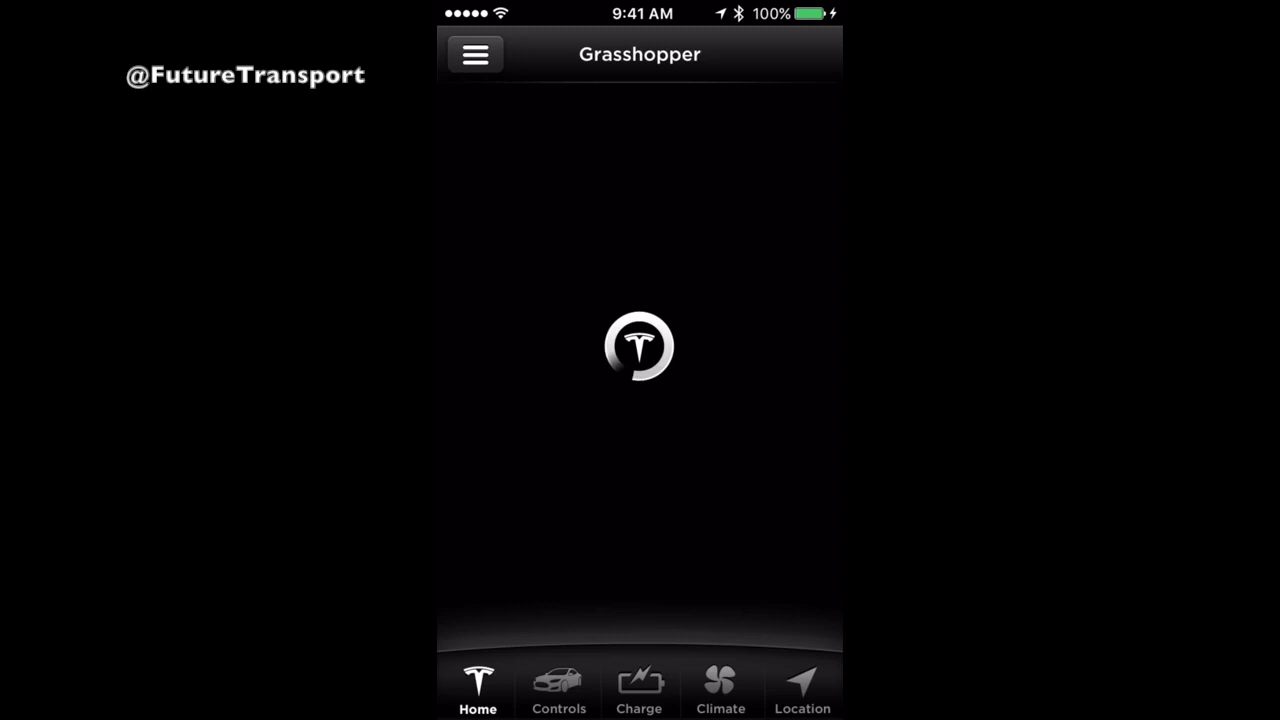 9:41 AM
100%
Grasshopper
@FutureTransport
Home
Controls
Charge
Climate
Location